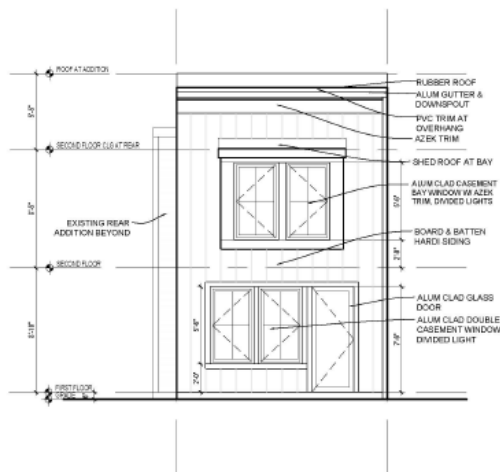 ROOF AT ADDITION
RUBBER ROOF
ALUM GUTTER &
DOWNSPOUT
PVC TRIM AT
OVERHANG
AZEK TRIM
SECOND FLOOR CLG AT REAR
SHED ROOF AT BAY
ALUM CLAD CASEMENT
BAY WINDOW W/ AZEK
TRIM, DIVIDED LIGHTS
EXISTING REAR
ADDITION BEYOND
BOARD & BATTEN
HARDI SIDING
SECOND FLOOR
ALUM CLAD GLASS
DOOR
ALUM CLAD DOUBLE
CASEMENT WINDOW
DIVIDED LIGHT
FIRST FLOOR
GRADE